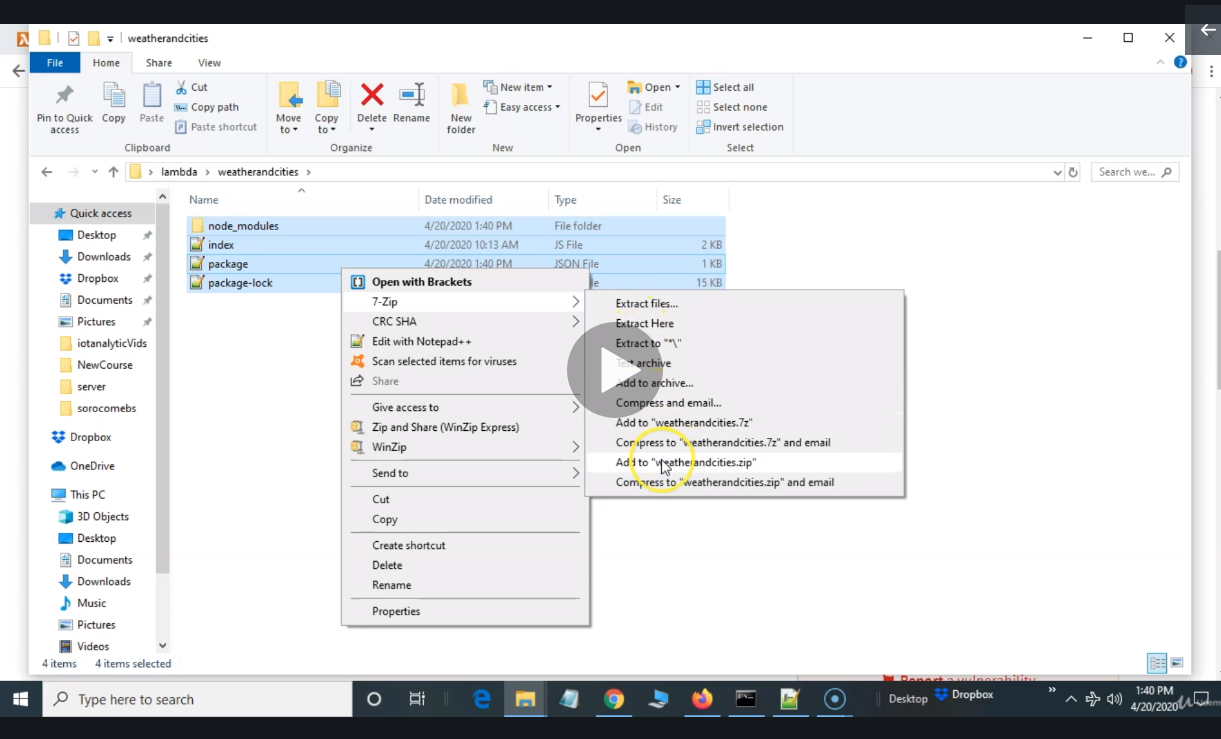 weatherandcities
File Home Share View
Pin to Quick access
Copy
Paste
Cut
Copy path
Paste shortcut
Clipboard
Move to
Copy to
Delete
Rename
Organize
New folder
New item
Easy access
New
Properties
Open
Edit
History
Open
Select all
Select none
Invert selection
Select
lambda > weatherandcities >
Search we...
Name Date modified Type Size
node_modules 4/20/2020 1:40 PM File folder
index 4/20/2020 10:13 AM JS File 2 KB
package 4/20/2020 1:40 PM JSON File 1 KB
package-lock 15 KB
Quick access
Desktop
Downloads
Dropbox
Documents
Pictures
iotanalyticVids
NewCourse
server
sorocomebs
Dropbox
OneDrive
This PC
3D Objects
Desktop
Documents
Downloads
Music
Pictures
Videos
Open with Brackets
7-Zip
CRC SHA
Edit with Notepad++
Scan selected items for viruses
Share
Give access to
Zip and Share (WinZip Express)
WinZip
Send to
Cut
Copy
Create shortcut
Delete
Rename
Properties
Extract files...
Extract Here
Extract to "*\"
Test archive
Add to archive...
Compress and email...
Add to "weatherandcities.7z"
Compress to "weatherandcities.7z" and email
Add to "weatherandcities.zip"
Compress to "weatherandcities.zip" and email
4 items 4 items selected
Report a vulnerability
Type here to search
Desktop
Dropbox
1:40 PM
4/20/2020